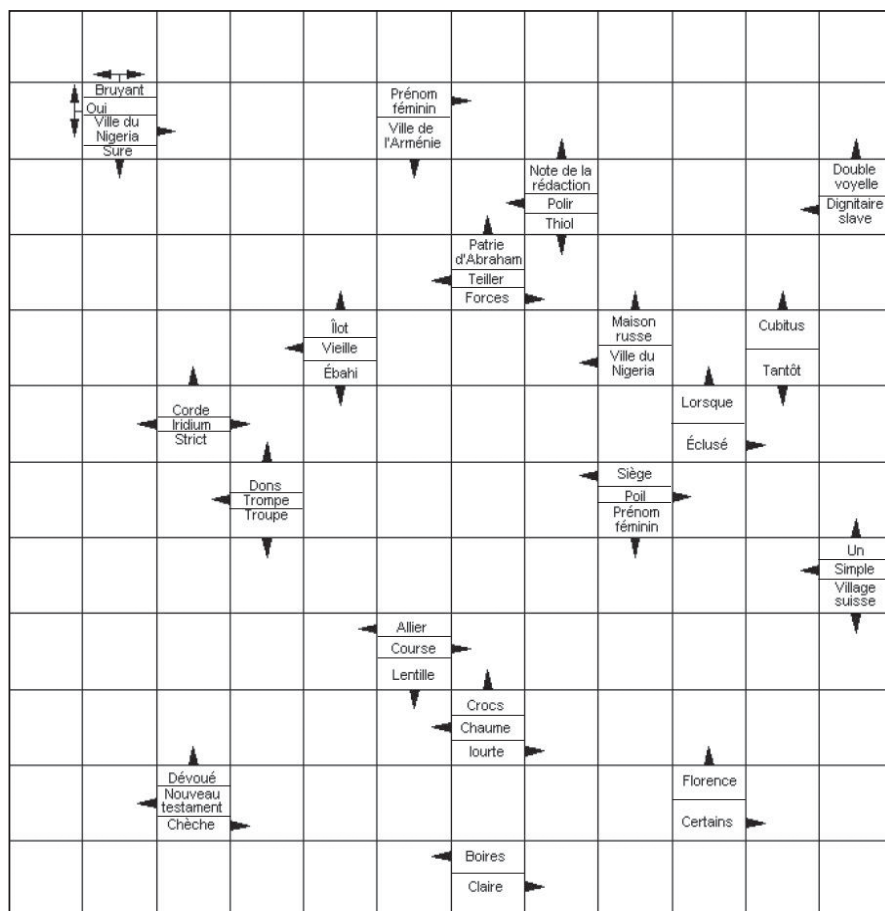 Bruyant
Oui
Ville du
Nigeria
Sure
Prénom
féminin
Ville de
l'Arménie
Note de la
rédaction
Polir
Thiol
Double
voyelle
Dignitaire
slave
Patrie
d'Abraham
Teiller
Forces
Îlot
Vieille
Ébahi
Maison
russe
Ville du
Nigeria
Cubitus
Tantôt
Corde
Iridium
Strict
Lorsque
Éclusé
Dons
Trompe
Troupe
Siège
Poil
Prénom
féminin
Un
Simple
Village
suisse
Allier
Course
Lentille
Crocs
Chaume
Iourte
Dévoué
Nouveau
testament
Chèche
Florence
Certains
Boires
Claire